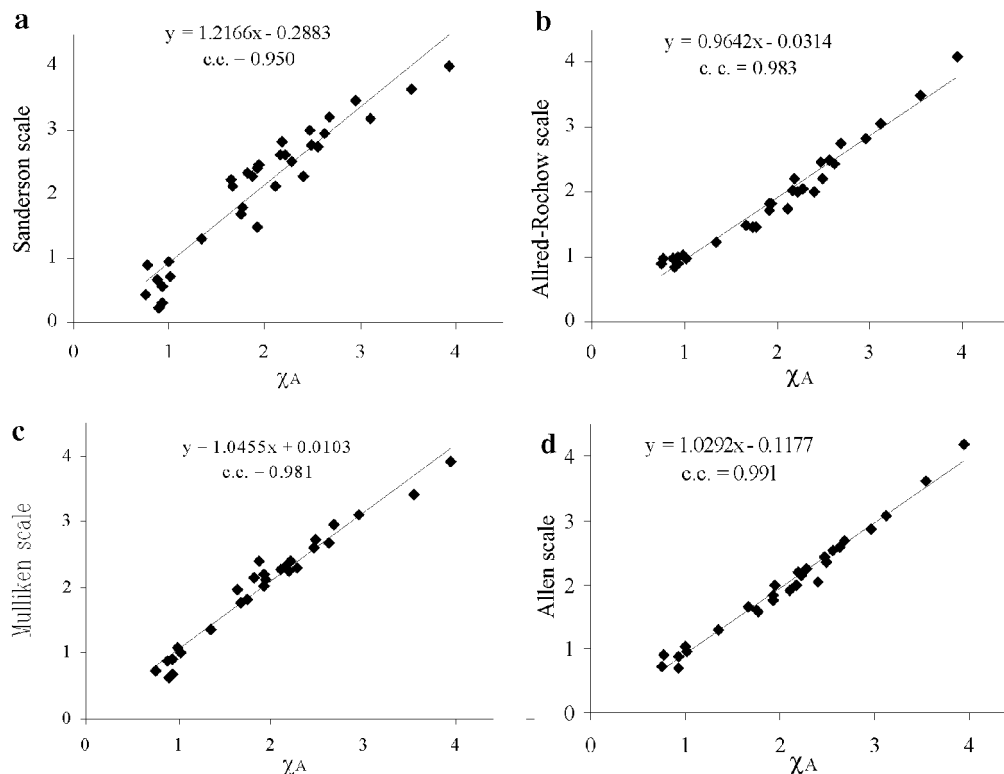 a
y = 1.2166x - 0.2883
c.c. – 0.950
Sanderson scale
4
3
2
1
0
0 1 2 3 4
χA
b
y = 0.9642x - 0.0314
c. c. = 0.983
Allred-Rochow scale
4
3
2
1
0
0 1 2 3 4
χA
c
y – 1.0455x + 0.0103
c.c. – 0.981
Mulliken scale
4
3
2
1
0
0 1 2 3 4
χA
d
y = 1.0292x - 0.1177
c.c. = 0.991
Allen scale
4
3
2
1
0
0 1 2 3 4
χA